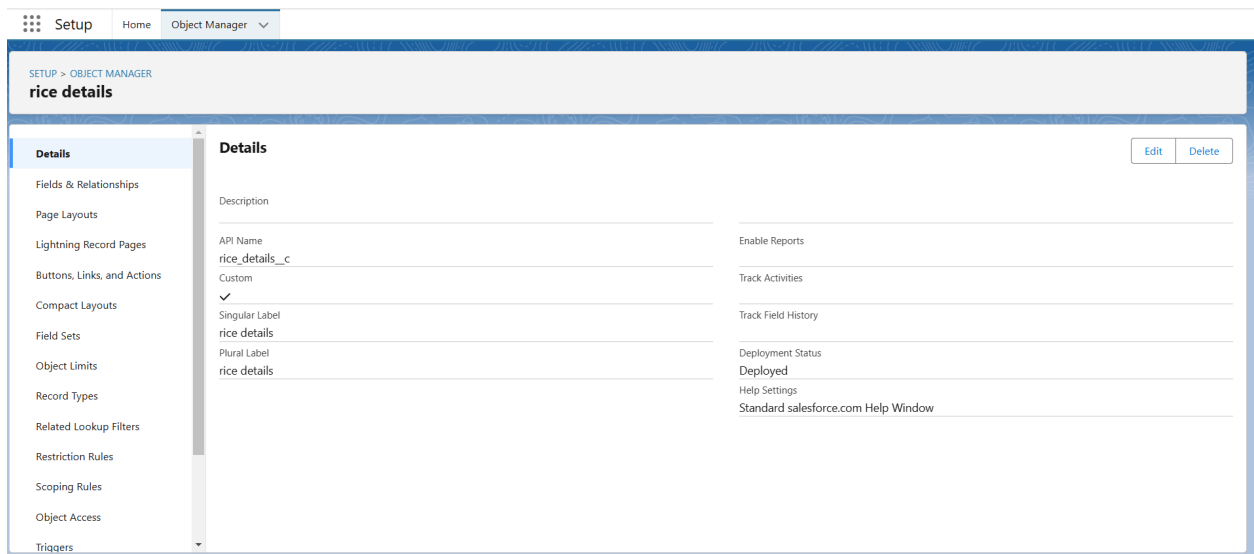 Setup Home Object Manager
SETUP > OBJECT MANAGER
rice details
Details
Fields & Relationships
Page Layouts
Lightning Record Pages
Buttons, Links, and Actions
Compact Layouts
Field Sets
Object Limits
Record Types
Related Lookup Filters
Restriction Rules
Scoping Rules
Object Access
Triggers
Details
Edit Delete
Description
API Name
rice_details__c
Custom
Singular Label
rice details
Plural Label
rice details
Enable Reports
Track Activities
Track Field History
Deployment Status
Deployed
Help Settings
Standard salesforce.com Help Window